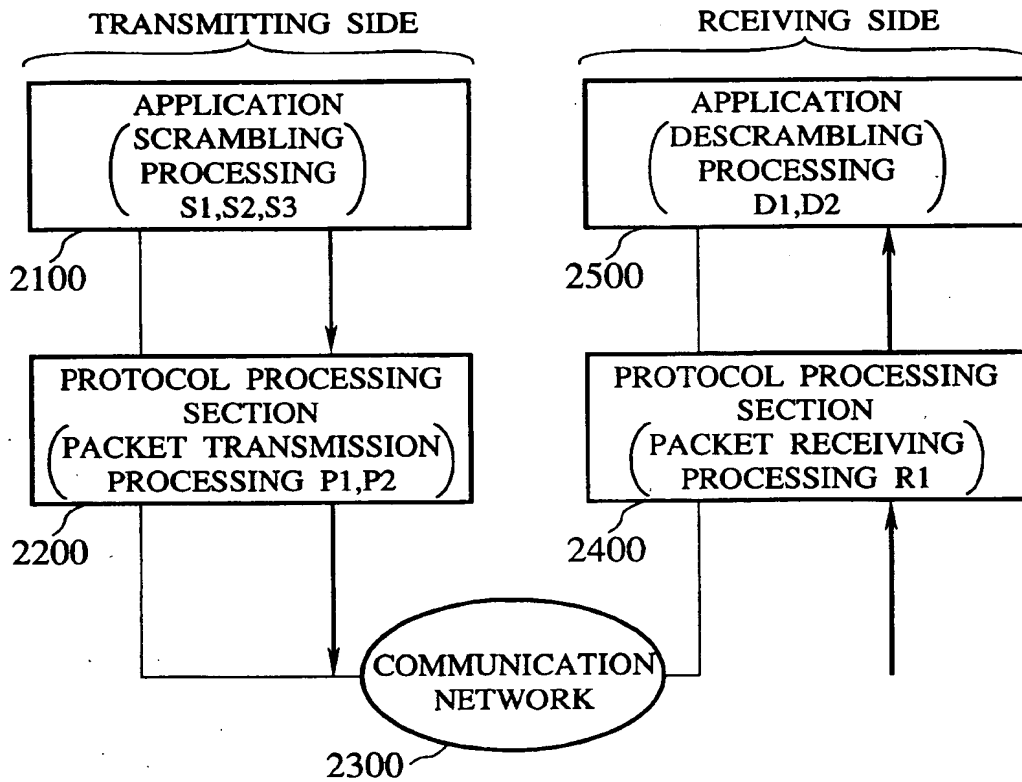 TRANSMITTING SIDE
APPLICATION
SCRAMBLING
PROCESSING
S1,S2,S3
2100
PROTOCOL PROCESSING
SECTION
PACKET TRANSMISSION
PROCESSING P1,P2
2200
RCEIVING SIDE
APPLICATION
DESCRAMBLING
PROCESSING
D1,D2
2500
PROTOCOL PROCESSING
SECTION
PACKET RECEIVING
PROCESSING R1
2400
COMMUNICATION
NETWORK
2300